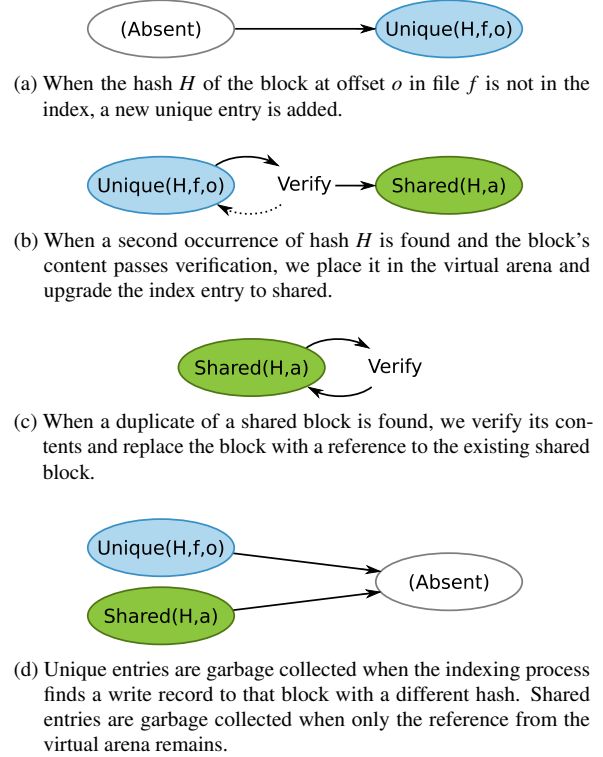 (Absent) Unique(H,f,o)
(a) When the hash H of the block at offset o in file f is not in the
index, a new unique entry is added.
Unique(H,f,o) Verify Shared(H,a)
(b) When a second occurrence of hash H is found and the block's
content passes verification, we place it in the virtual arena and
upgrade the index entry to shared.
Shared(H,a) Verify
(c) When a duplicate of a shared block is found, we verify its con-
tents and replace the block with a reference to the existing shared
block.
Unique(H,f,o)
(Absent)
Shared(H,a)
(d) Unique entries are garbage collected when the indexing process
finds a write record to that block with a different hash. Shared
entries are garbage collected when only the reference from the
virtual arena remains.